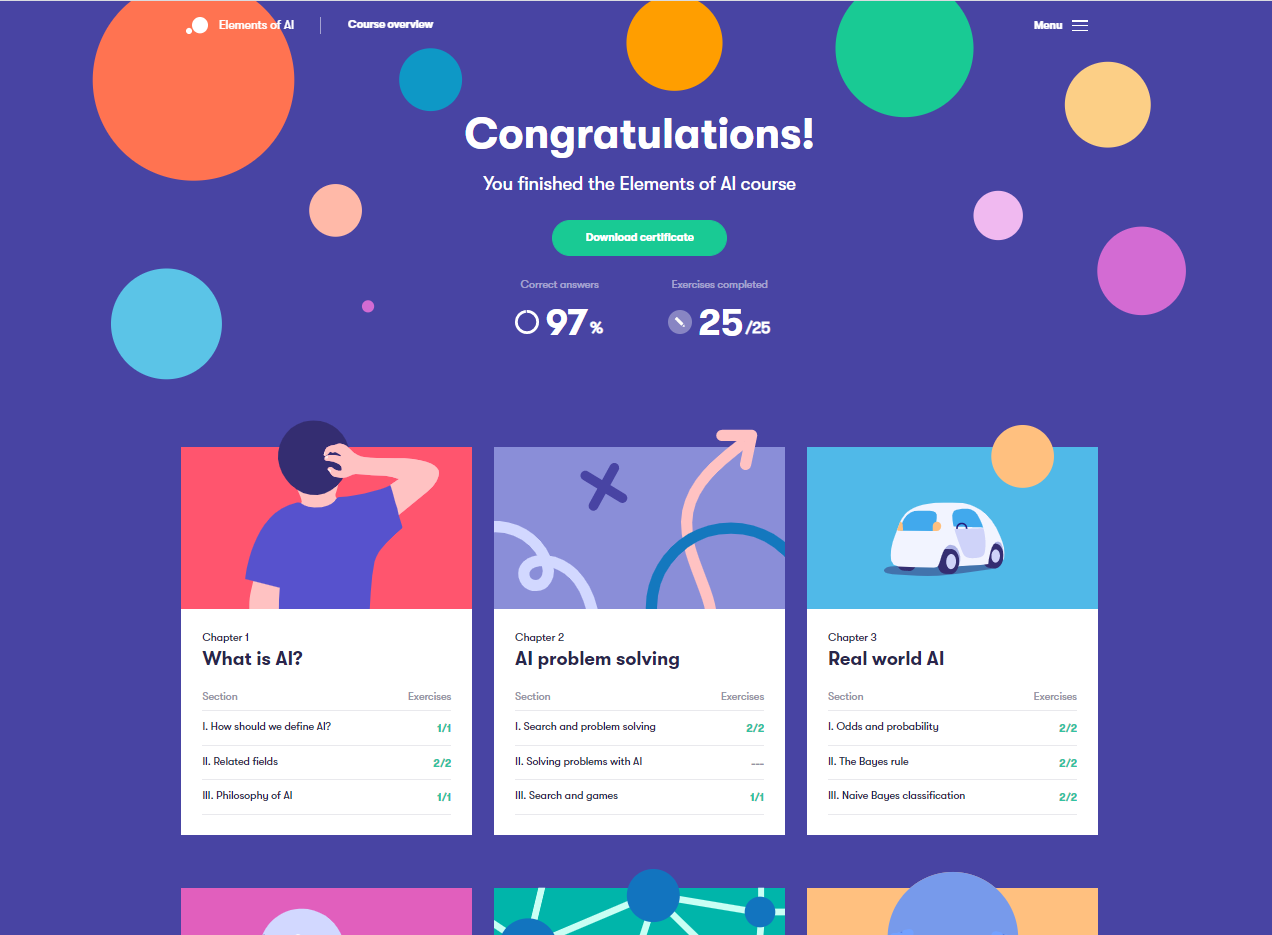 Elements of AI
Course overview
Menu
Congratulations!
You finished the Elements of AI course
Download certificate
Correct answers
97 %
Exercises completed
25 /25
Chapter 1
What is AI?
Section Exercises
I. How should we define AI? 1/1
II. Related fields 2/2
III. Philosophy of AI 1/1
Chapter 2
AI problem solving
Section Exercises
I. Search and problem solving 2/2
II. Solving problems with AI ---
III. Search and games 1/1
Chapter 3
Real world AI
Section Exercises
I. Odds and probability 2/2
II. The Bayes rule 2/2
III. Naive Bayes classification 2/2